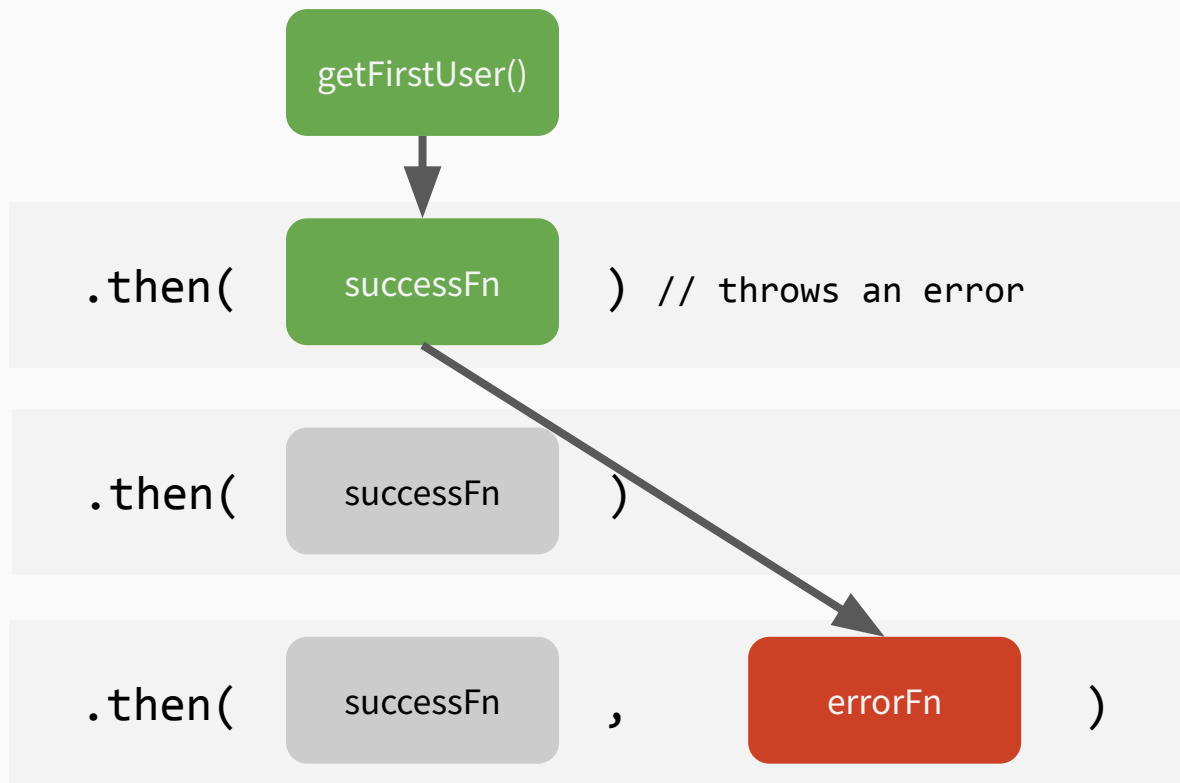 getFirstUser()
.then( successFn ) // throws an error
.then( successFn )
.then( successFn , errorFn )